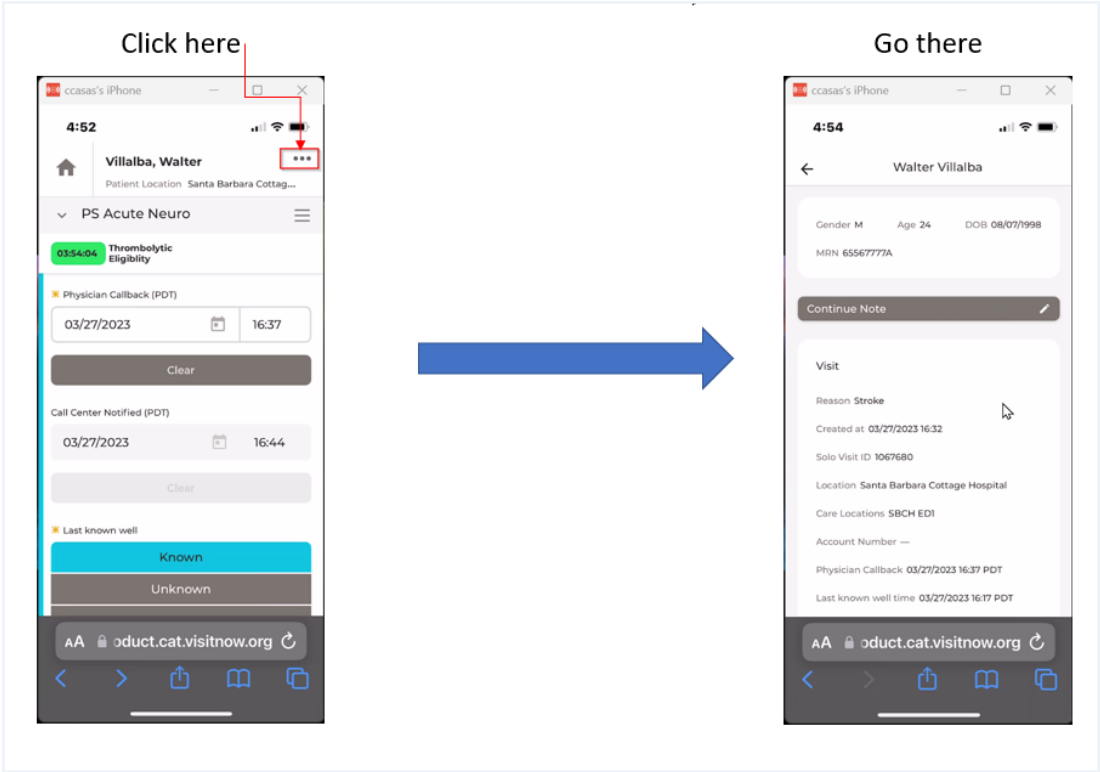 Click here
Go there
ccasas's iPhone
4:52
Villalba, Walter
Patient Location Santa Barbara Cottag...
PS Acute Neuro
03:54:04
Thrombolytic
Eligiblity
Physician Callback (PDT)
03/27/2023 16:37
Clear
Call Center Notified (PDT)
03/27/2023 16:44
Clear
Last known well
Known
Unknown
AA oduct.cat.visitnow.org
ccasas's iPhone
4:54
Walter Villalba
Gender M Age 24 DOB 08/07/1998
MRN 65567777A
Continue Note
Visit
Reason Stroke
Created at 03/27/2023 16:32
Solo Visit ID 1067680
Location Santa Barbara Cottage Hospital
Care Locations SBCH ED1
Account Number —
Physician Callback 03/27/2023 16:37 PDT
Last known well time 03/27/2023 16:17 PDT
AA oduct.cat.visitnow.org